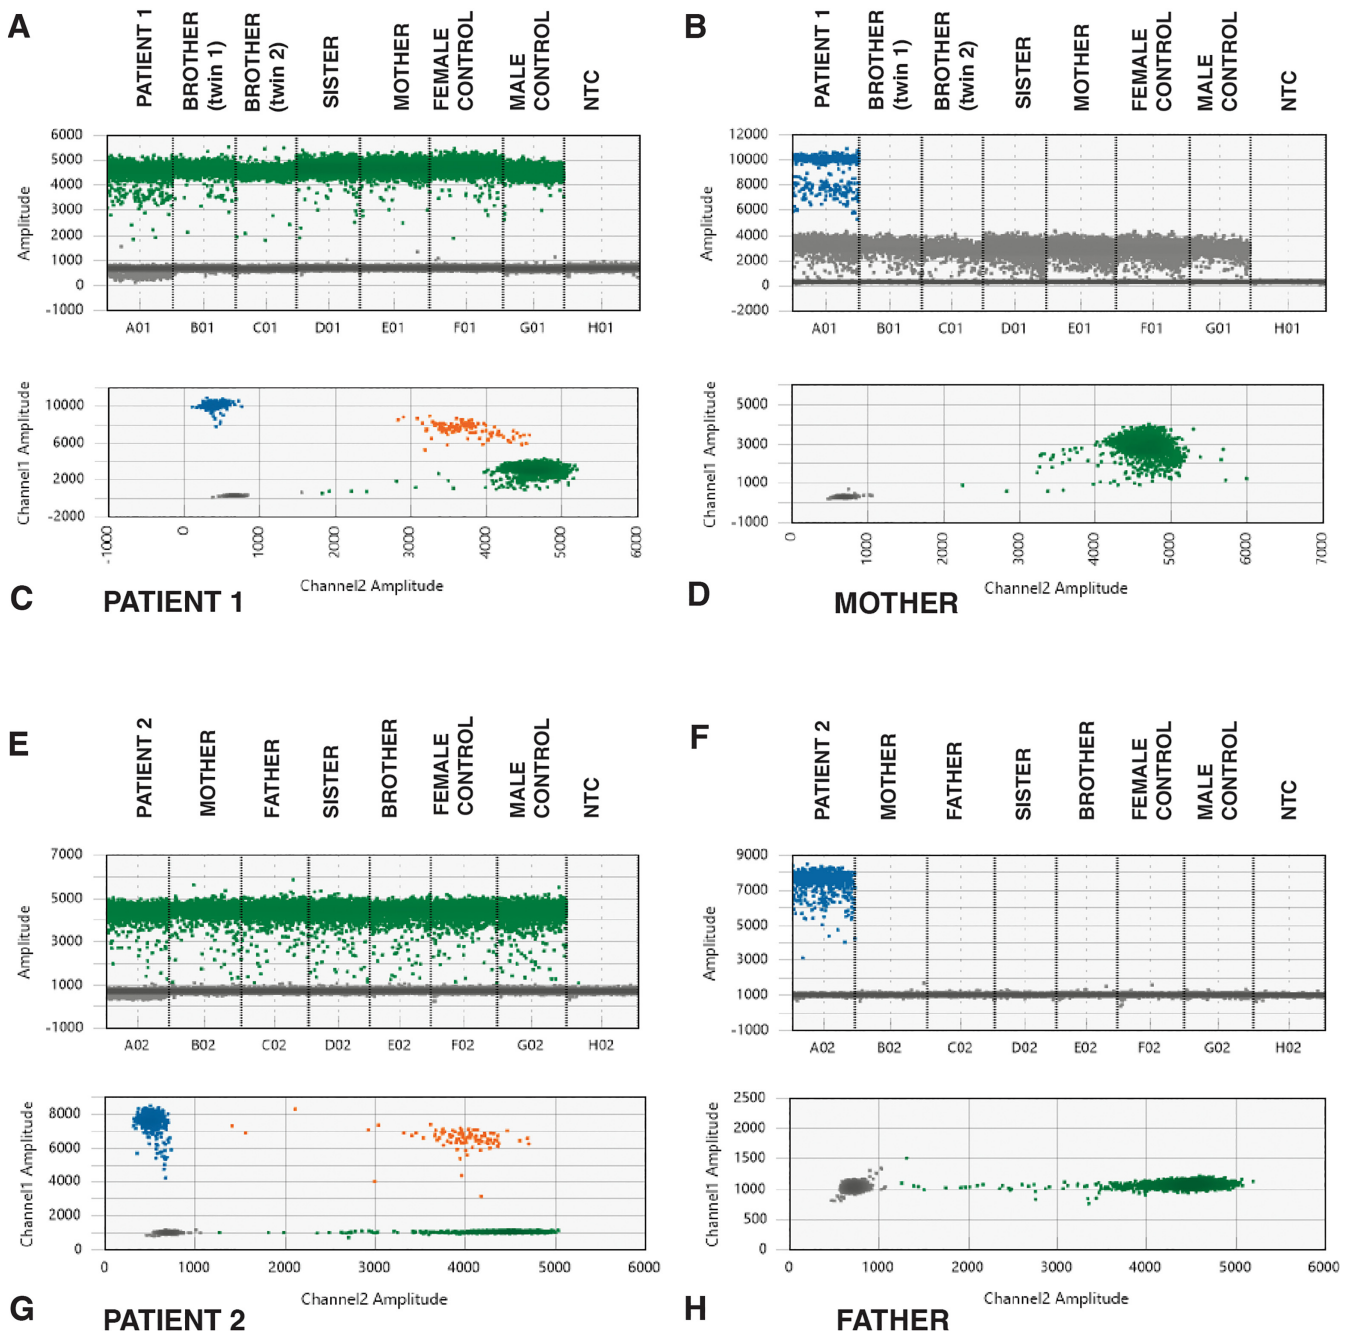 A
PATIENT 1
BROTHER (twin 1)
BROTHER (twin 2)
SISTER
MOTHER
FEMALE CONTROL
MALE CONTROL
NTC
6000
5000
4000
3000
2000
1000
0
-1000
Amplitude
A01 B01 C01 D01 E01 F01 G01 H01
B
PATIENT 1
BROTHER (twin 1)
BROTHER (twin 2)
SISTER
MOTHER
FEMALE CONTROL
MALE CONTROL
NTC
12000
10000
8000
6000
4000
2000
0
-2000
Amplitude
A01 B01 C01 D01 E01 F01 G01 H01
10000
6000
2000
-2000
Channel1 Amplitude
-1000 0 1000 2000 3000 4000 5000 6000
Channel2 Amplitude
C PATIENT 1
5000
3000
1000
-1000
Channel1 Amplitude
0 1000 2000 3000 4000 5000 6000 7000
Channel2 Amplitude
D MOTHER
E
PATIENT 2
MOTHER
FATHER
SISTER
BROTHER
FEMALE CONTROL
MALE CONTROL
NTC
7000
5000
3000
1000
-1000
Amplitude
A02 B02 C02 D02 E02 F02 G02 H02
F
PATIENT 2
MOTHER
FATHER
SISTER
BROTHER
FEMALE CONTROL
MALE CONTROL
NTC
9000
7000
5000
3000
1000
-1000
Amplitude
A02 B02 C02 D02 E02 F02 G02 H02
8000
6000
4000
2000
0
Channel1 Amplitude
0 1000 2000 3000 4000 5000 6000
Channel2 Amplitude
G PATIENT 2
2500
2000
1500
1000
500
0
Channel1 Amplitude
0 1000 2000 3000 4000 5000 6000
Channel2 Amplitude
H FATHER